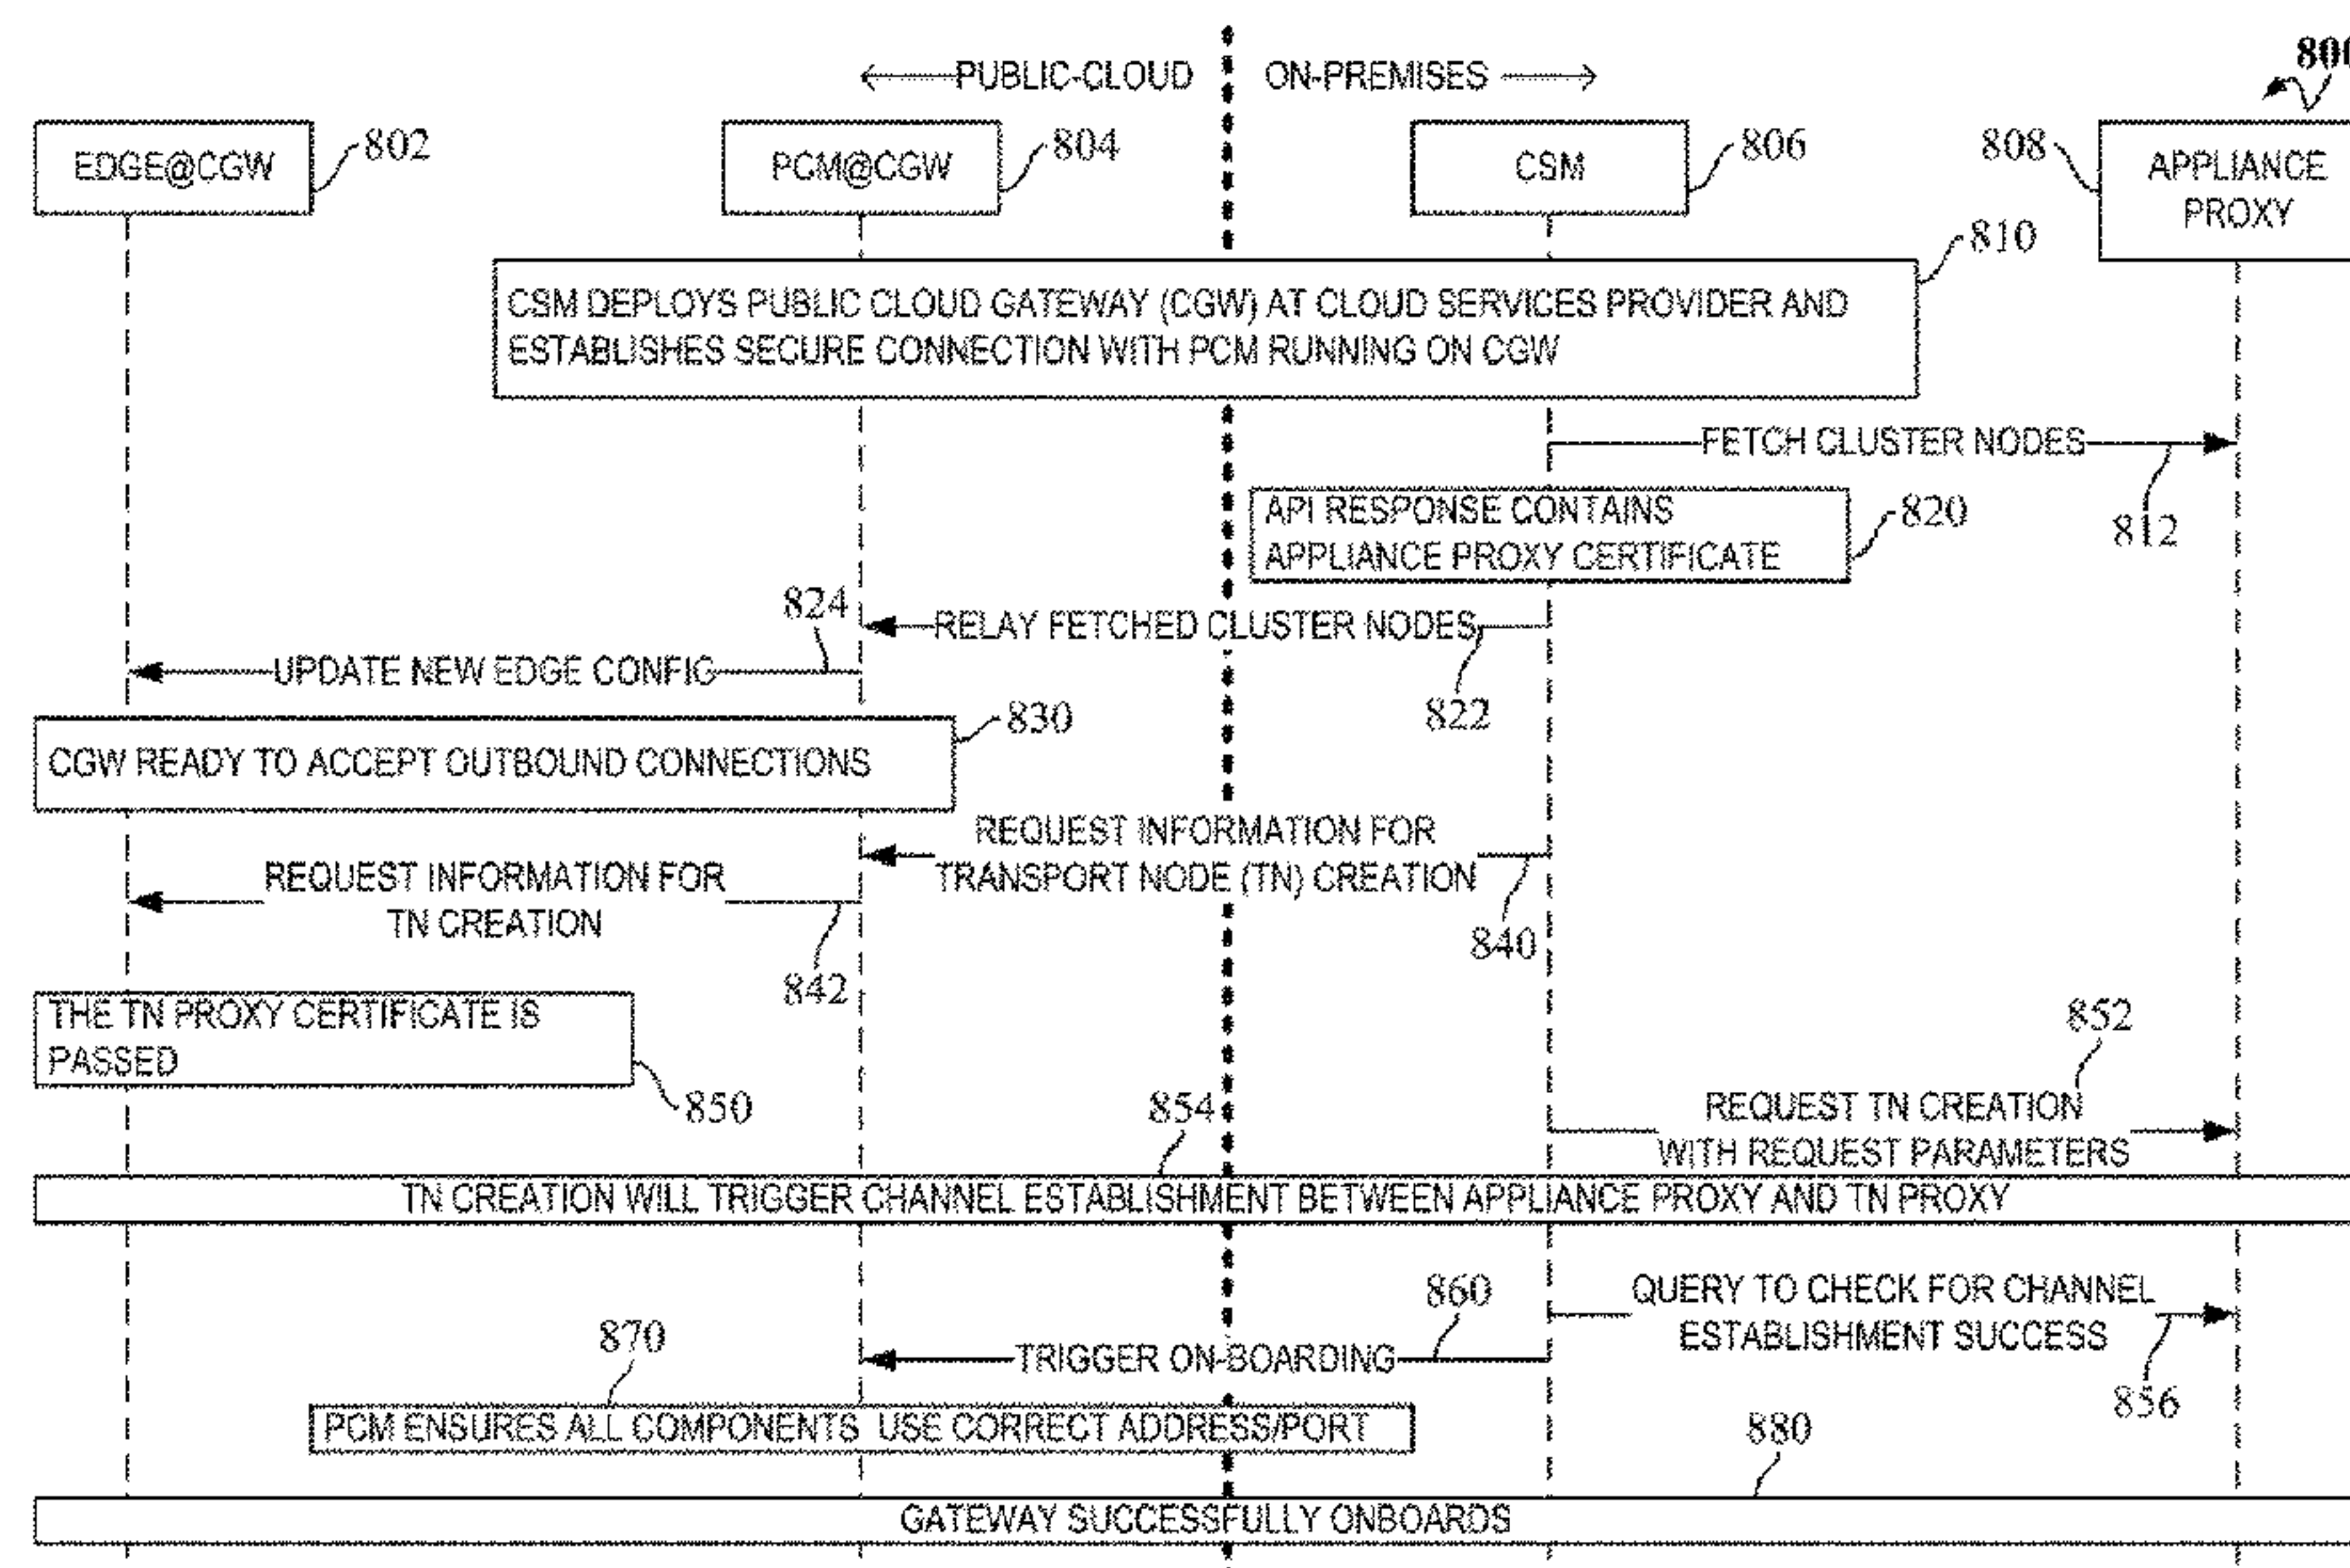 800
PUBLIC-CLOUD
ON-PREMISES
EDGE@CGW
802
PCM@CGW
804
CSM
806
808
APPLIANCE
PROXY
810
CSM DEPLOYS PUBLIC CLOUD GATEWAY (CGW) AT CLOUD SERVICES PROVIDER AND
ESTABLISHES SECURE CONNECTION WITH PCM RUNNING ON CGW
FETCH CLUSTER NODES
812
API RESPONSE CONTAINS
APPLIANCE PROXY CERTIFICATE
820
824
RELAY FETCHED CLUSTER NODES
822
UPDATE NEW EDGE CONFIG
830
CGW READY TO ACCEPT OUTBOUND CONNECTIONS
REQUEST INFORMATION FOR
TRANSPORT NODE (TN) CREATION
840
REQUEST INFORMATION FOR
TN CREATION
842
THE TN PROXY CERTIFICATE IS
PASSED
850
852
REQUEST TN CREATION
WITH REQUEST PARAMETERS
854
TN CREATION WILL TRIGGER CHANNEL ESTABLISHMENT BETWEEN APPLIANCE PROXY AND TN PROXY
QUERY TO CHECK FOR CHANNEL
ESTABLISHMENT SUCCESS
856
860
TRIGGER ON-BOARDING
870
PCM ENSURES ALL COMPONENTS USE CORRECT ADDRESS/PORT
880
GATEWAY SUCCESSFULLY ONBOARDS